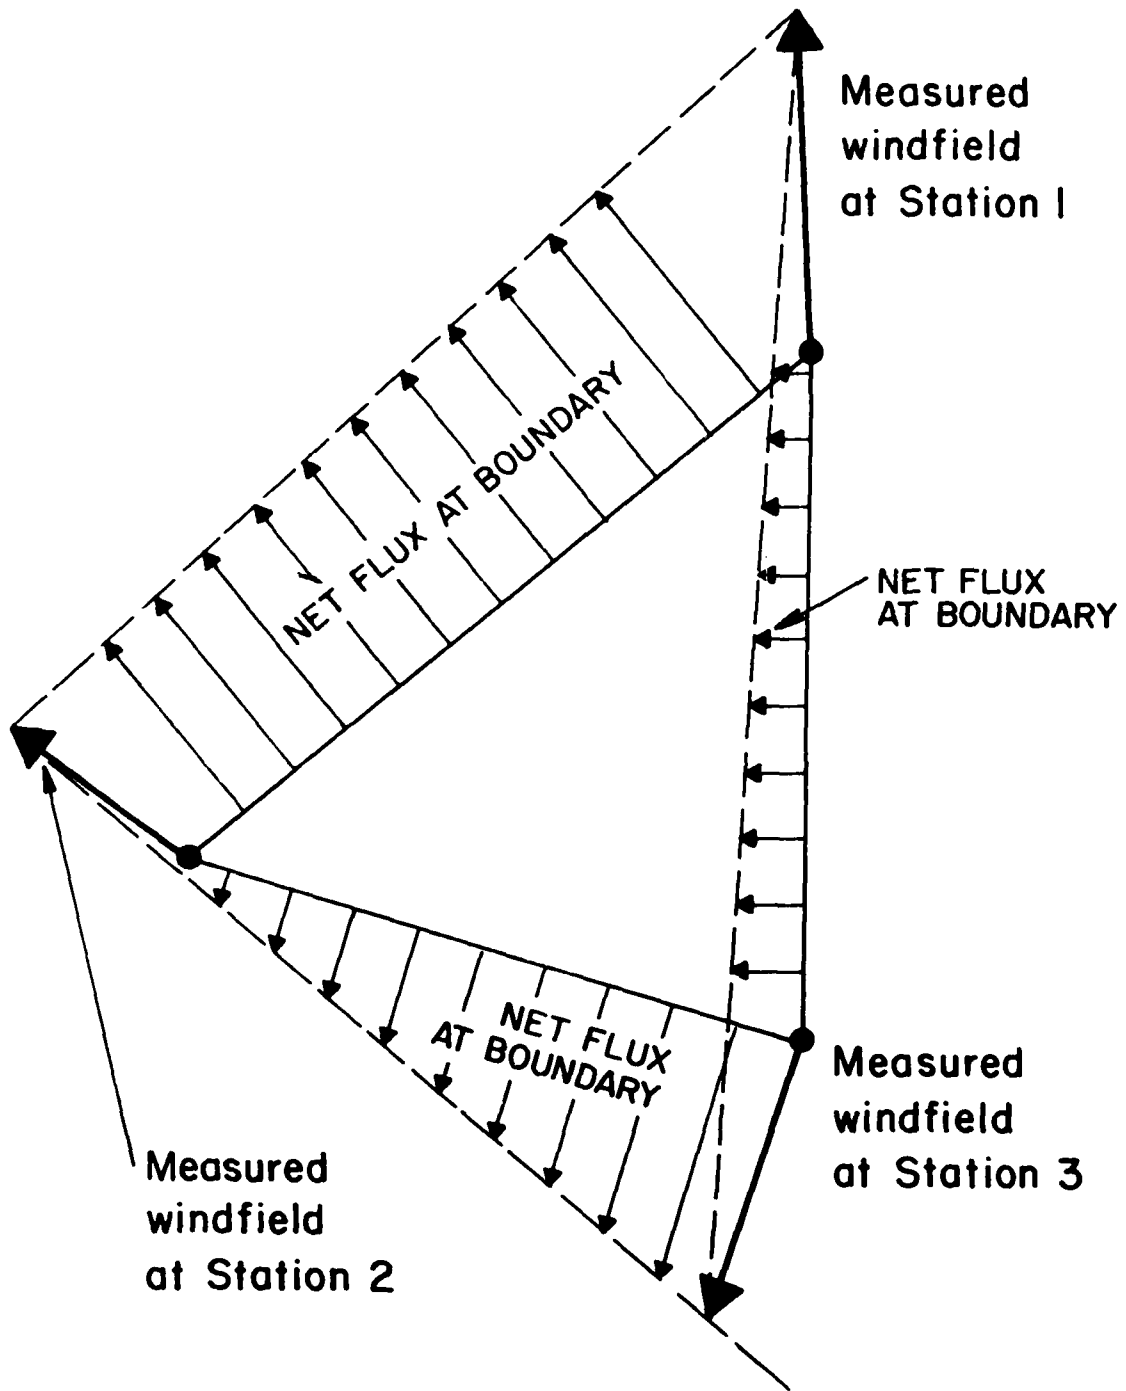 Measured
windfield
at Station 1
NET FLUX AT BOUNDARY
NET FLUX
AT BOUNDARY
NET FLUX
AT BOUNDARY
Measured
windfield
at Station 3
Measured
windfield
at Station 2